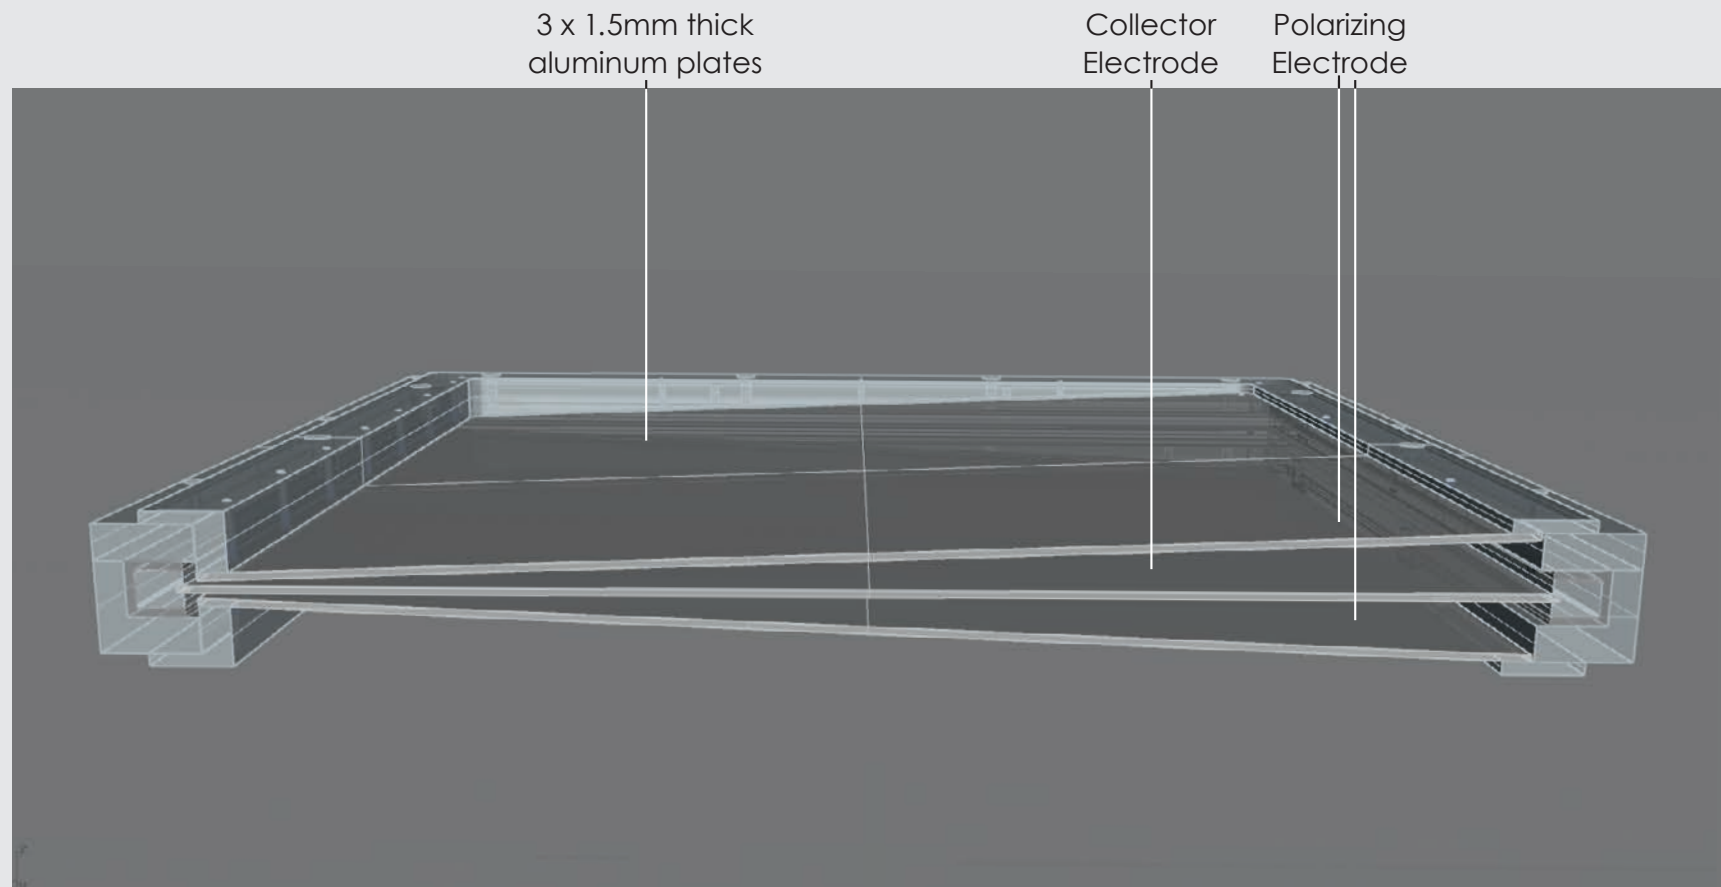 3 x 1.5mm thick
aluminum plates
Collector
Electrode
Polarizing
Electrode